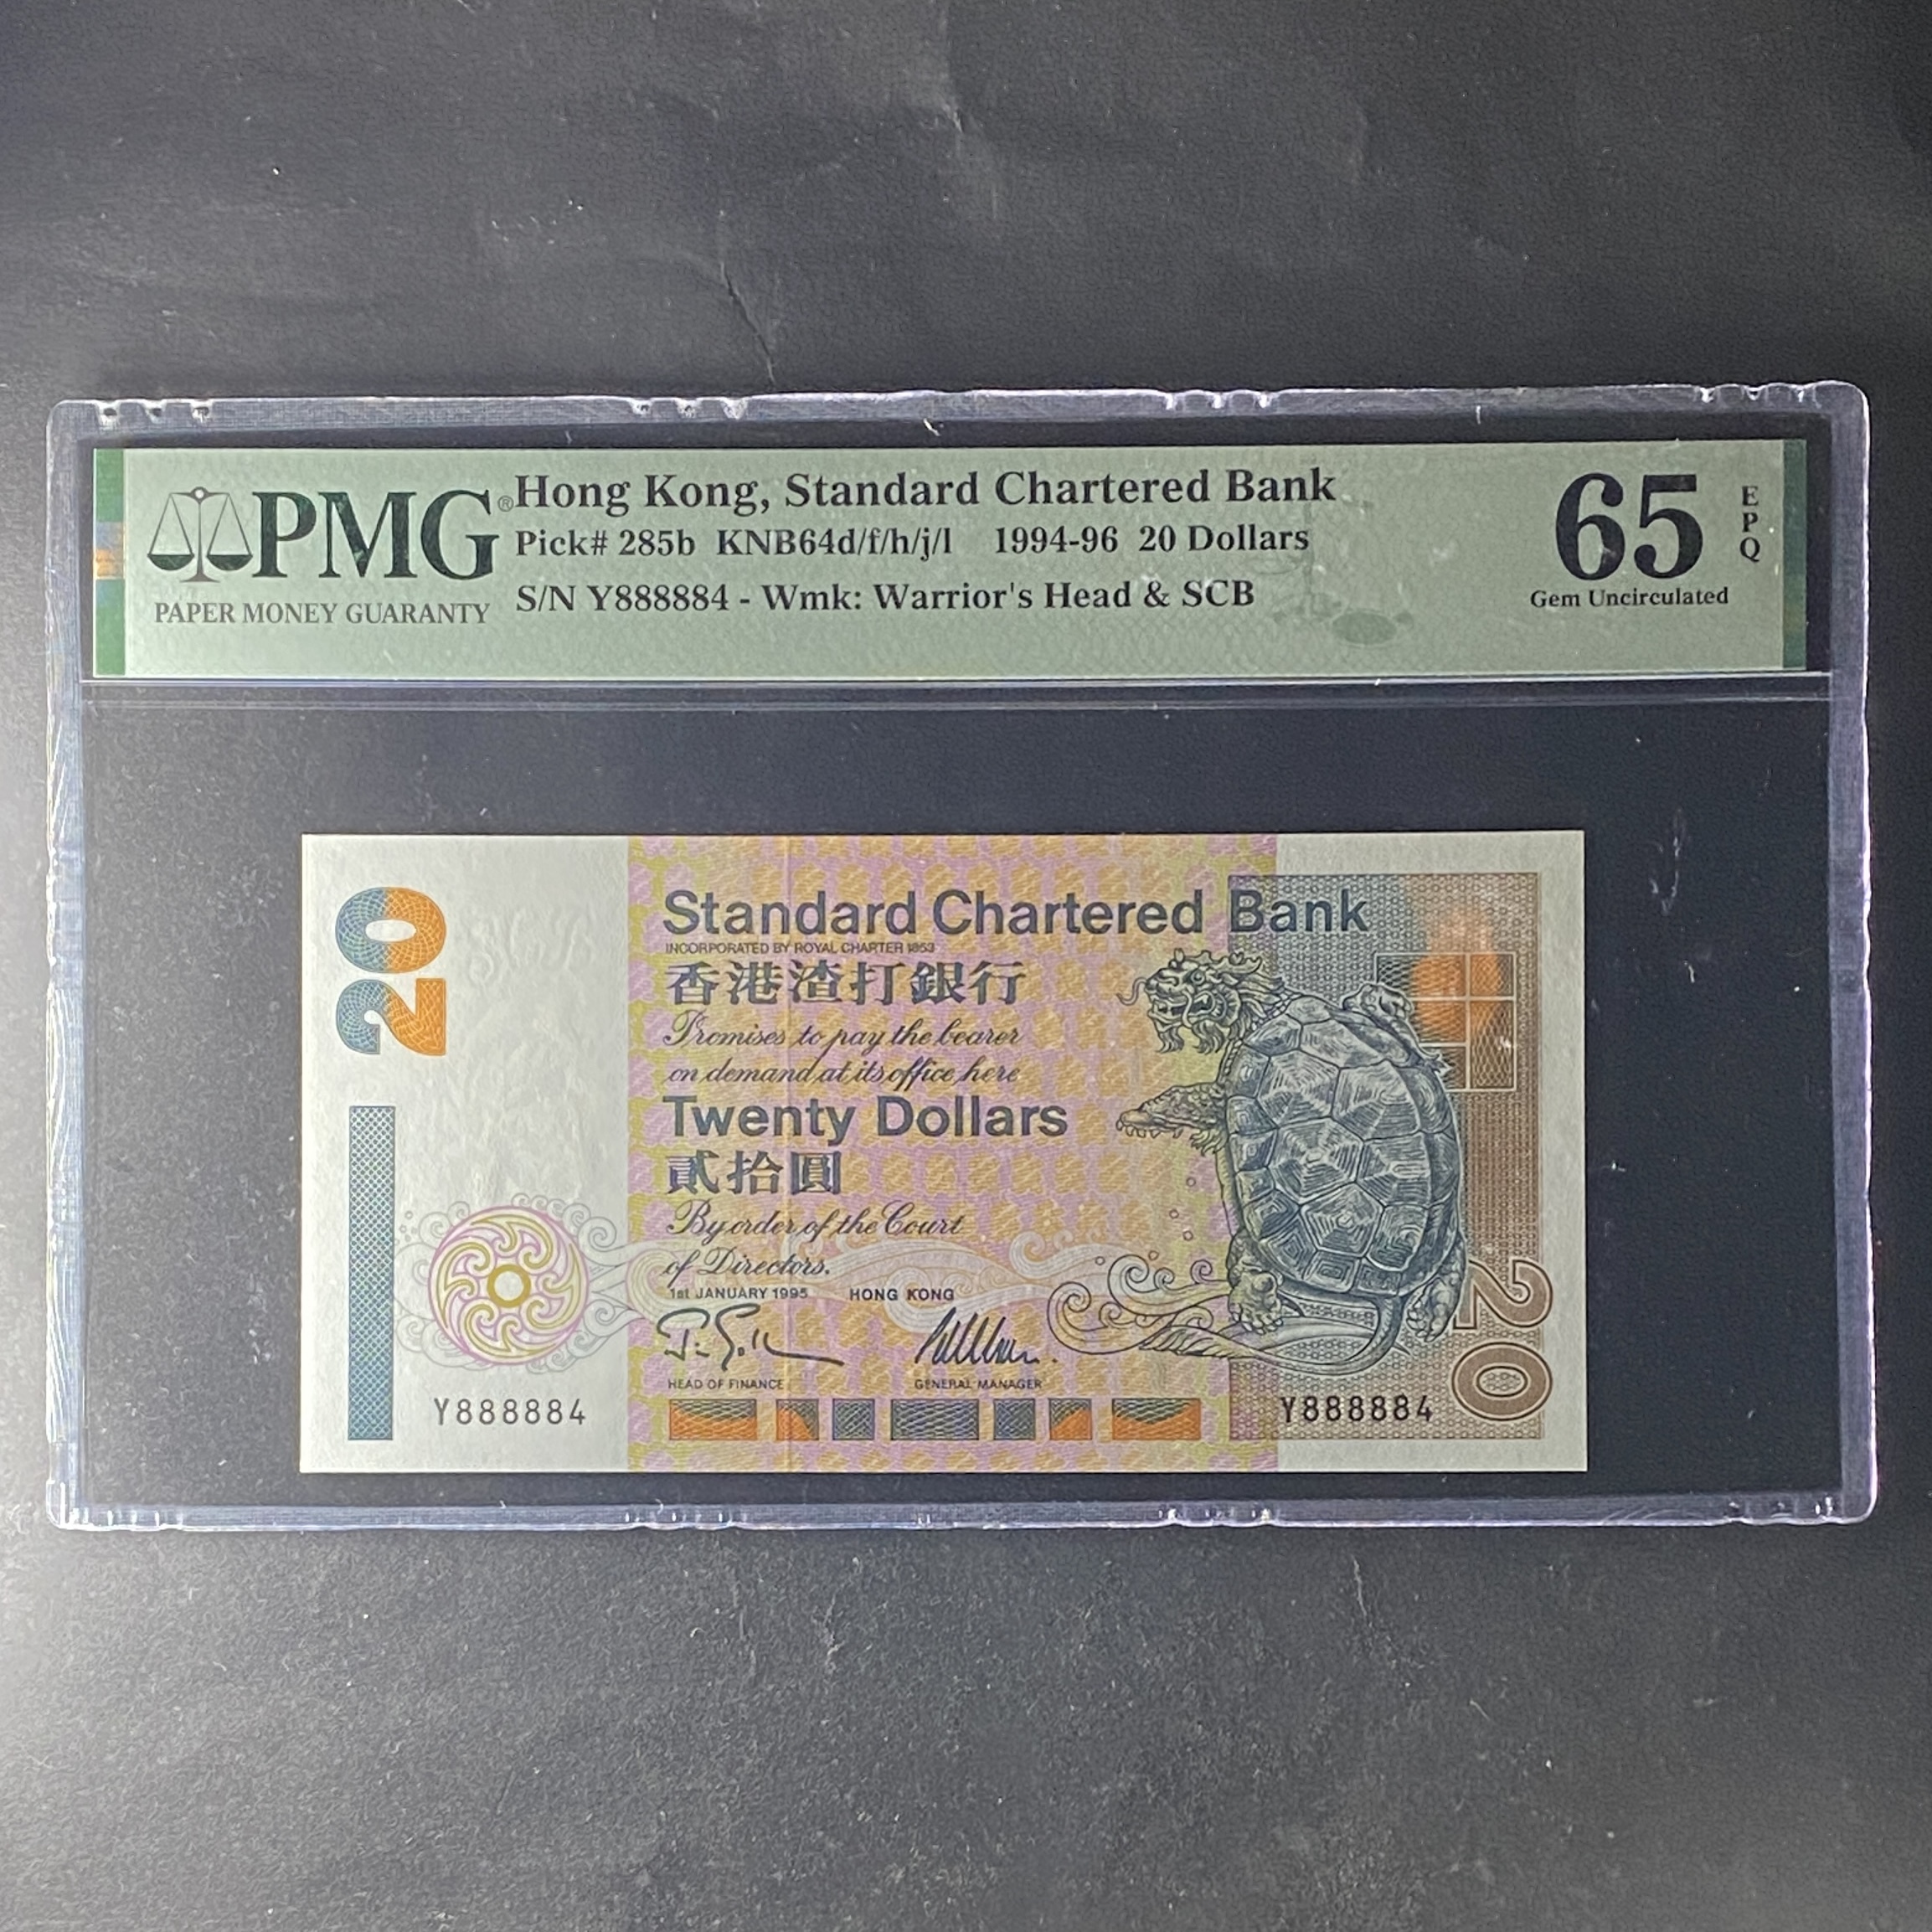 PMG®
PAPER MONEY GUARANTY
Hong Kong, Standard Chartered Bank
Pick# 285b KNB64d/f/h/j/l 1994-96 20 Dollars
S/N Y888884 - Wmk: Warrior's Head & SCB
65
EPQ
Gem Uncirculated
20
Standard Chartered Bank
INCORPORATED BY ROYAL CHARTER 1853
香港渣打銀行
Promises to pay the bearer
on demand at its office here
Twenty Dollars
貳拾圓
By order of the Court
of Directors.
1st JANUARY 1995 HONG KONG
HEAD OF FINANCE GENERAL MANAGER
Y888884 Y888884
20